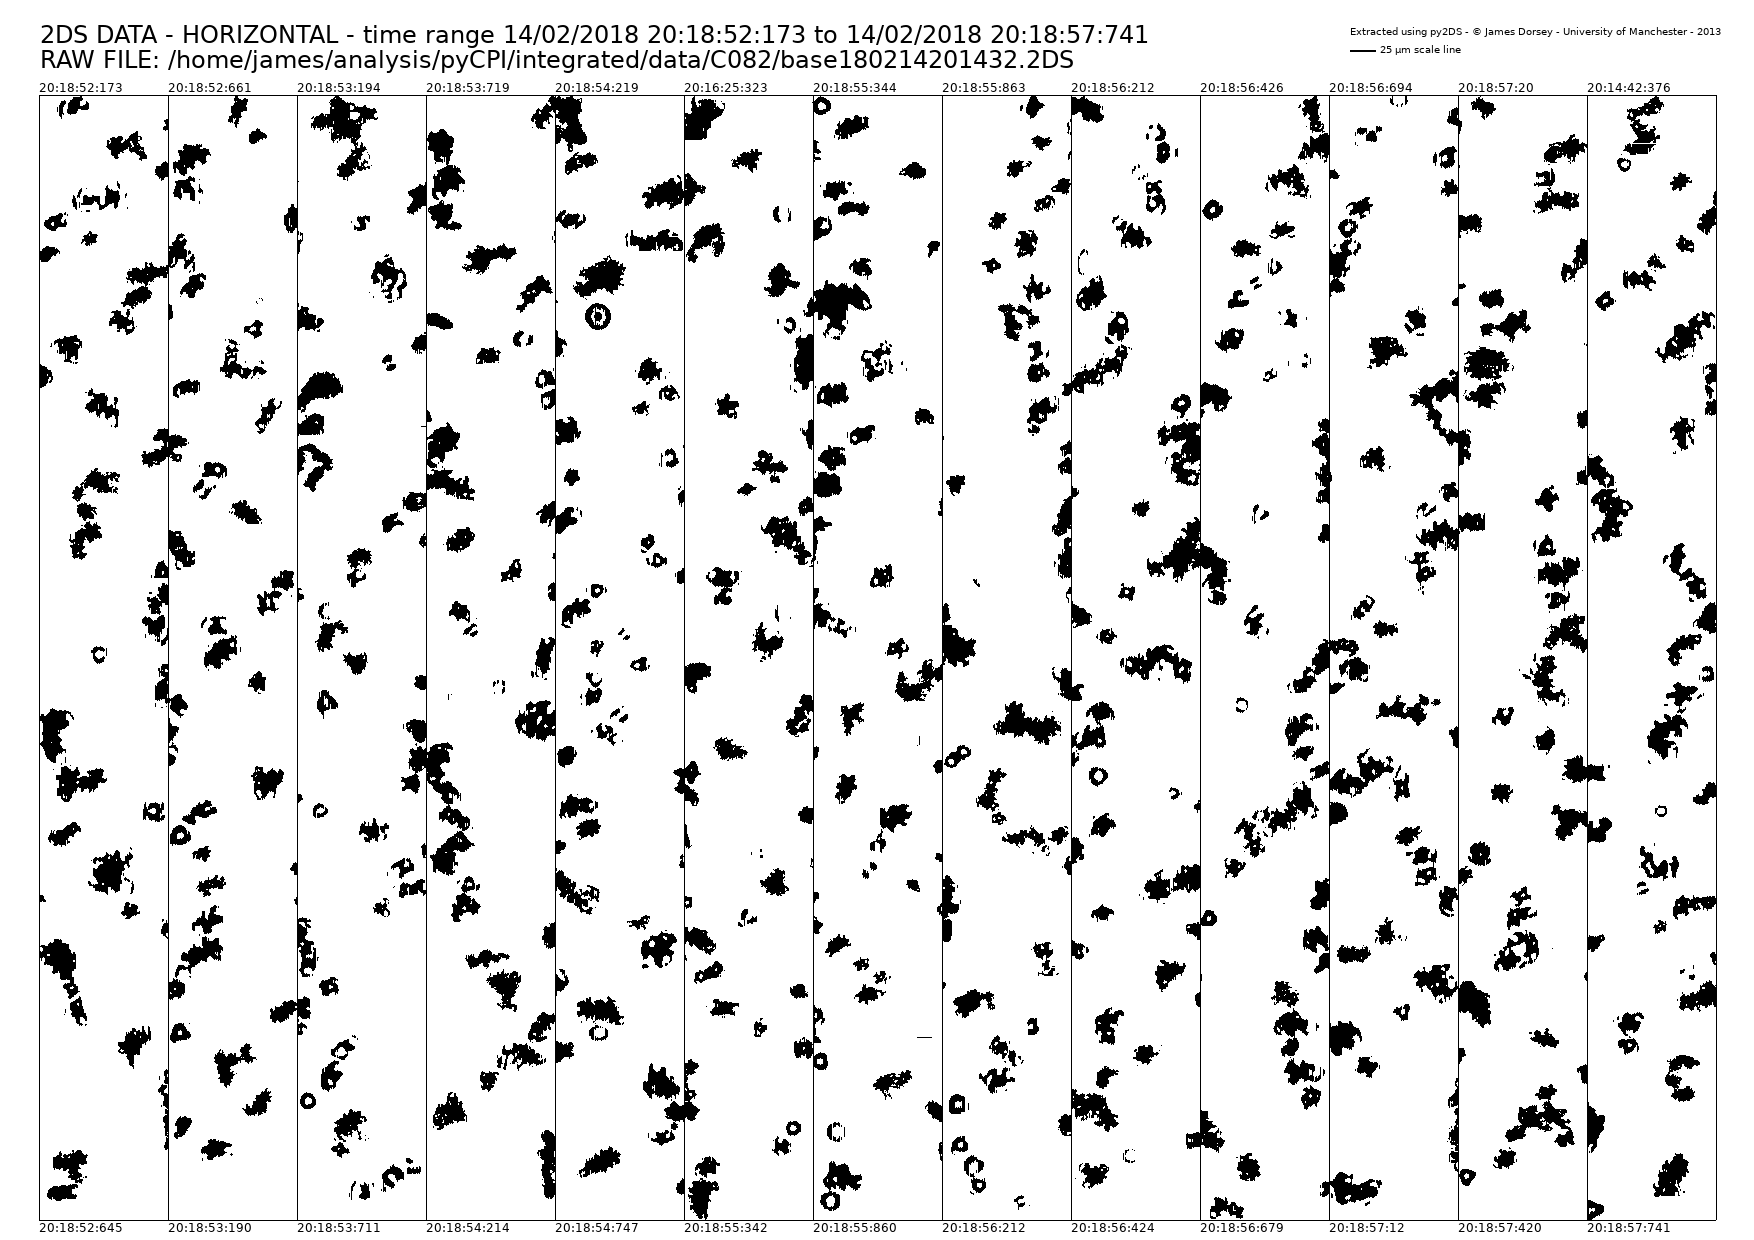 2DS DATA - HORIZONTAL - time range 14/02/2018 20:18:52:173 to 14/02/2018 20:18:57:741
RAW FILE: /home/james/analysis/pyCPI/integrated/data/C082/base180214201432.2DS
Extracted using py2DS - © James Dorsey - University of Manchester - 2013
25 μm scale line
20:18:52:173 20:18:52:661 20:18:53:194 20:18:53:719 20:18:54:219 20:16:25:323 20:18:55:344 20:18:55:863 20:18:56:212 20:18:56:426 20:18:56:694 20:18:57:20 20:14:42:376
20:18:52:645 20:18:53:190 20:18:53:711 20:18:54:214 20:18:54:747 20:18:55:342 20:18:55:860 20:18:56:212 20:18:56:424 20:18:56:679 20:18:57:12 20:18:57:420 20:18:57:741